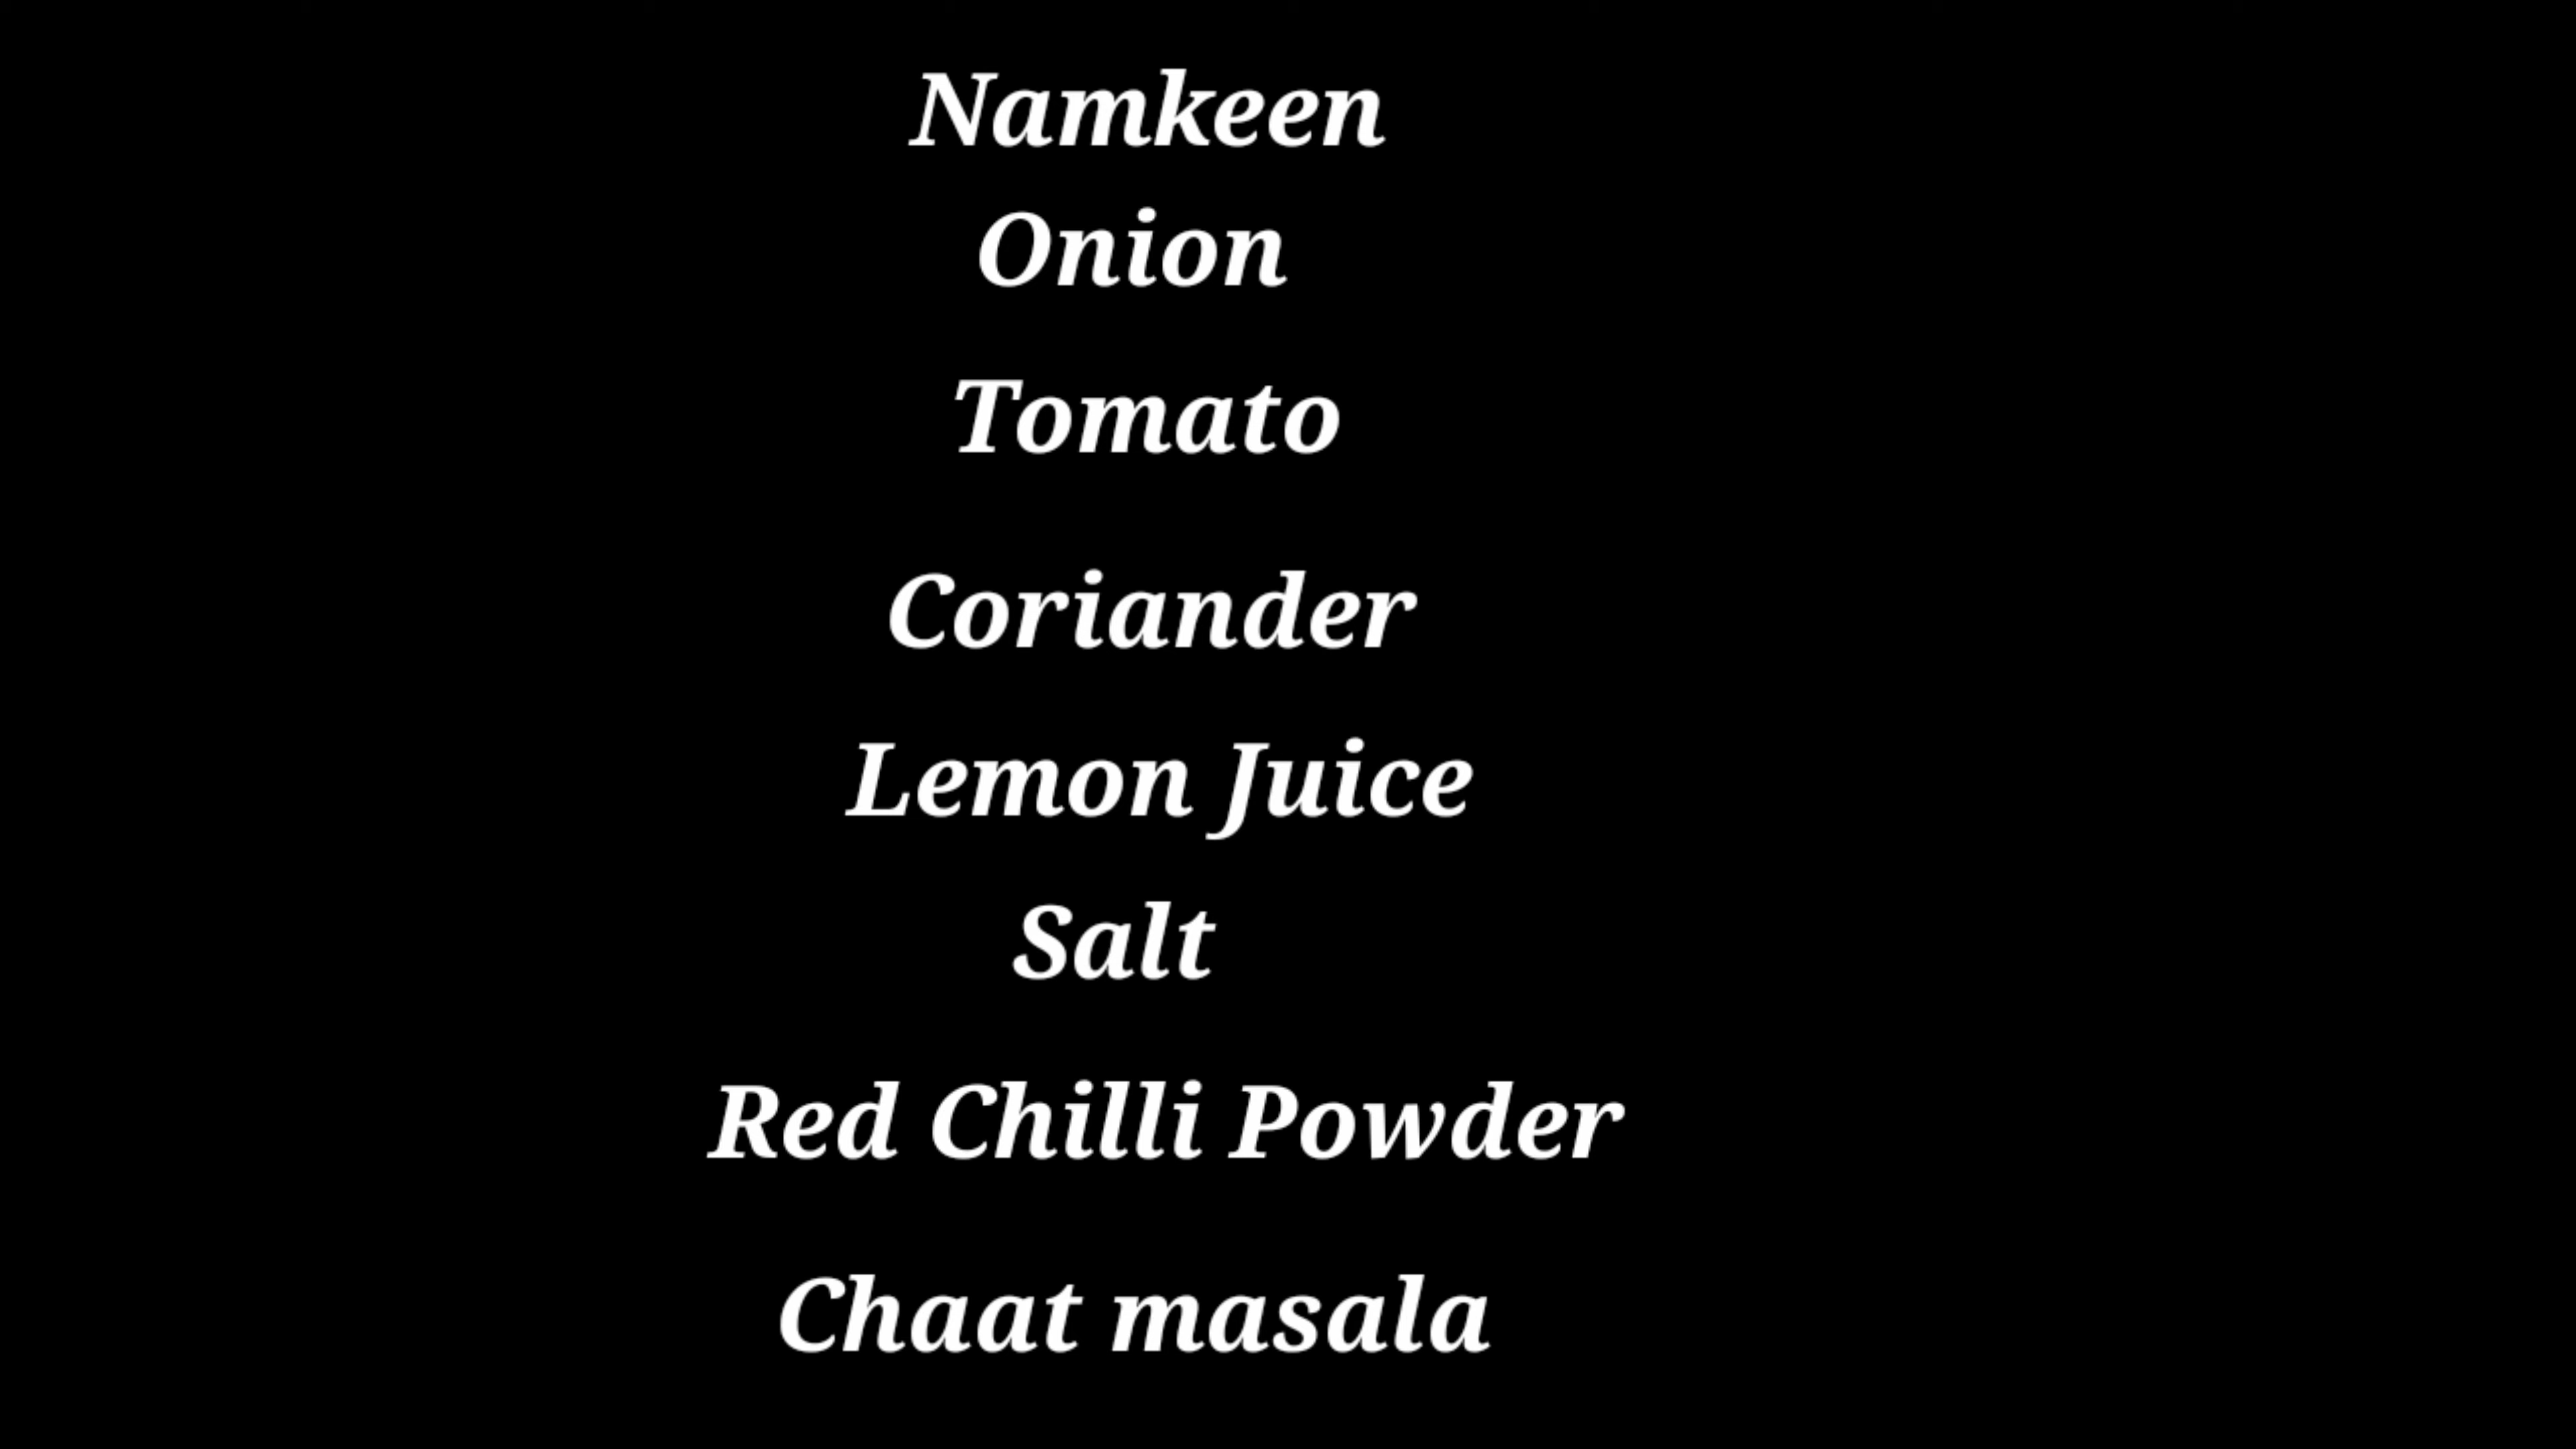 Namkeen
Onion
Tomato
Coriander
Lemon Juice
Salt
Red Chilli Powder
Chaat masala